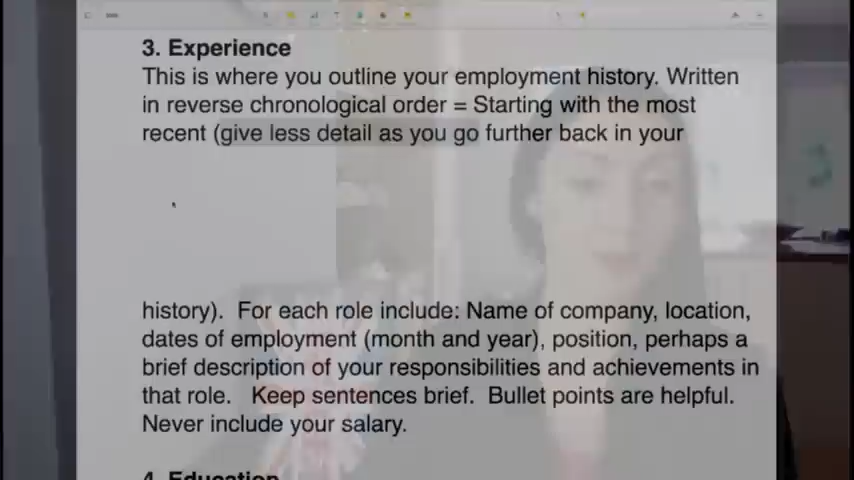 3. Experience
This is where you outline your employment history. Written
in reverse chronological order = Starting with the most
recent (give less detail as you go further back in your
history).  For each role include: Name of company, location,
dates of employment (month and year), position, perhaps a
brief description of your responsibilities and achievements in
that role.   Keep sentences brief.  Bullet points are helpful.
Never include your salary.
4. Education